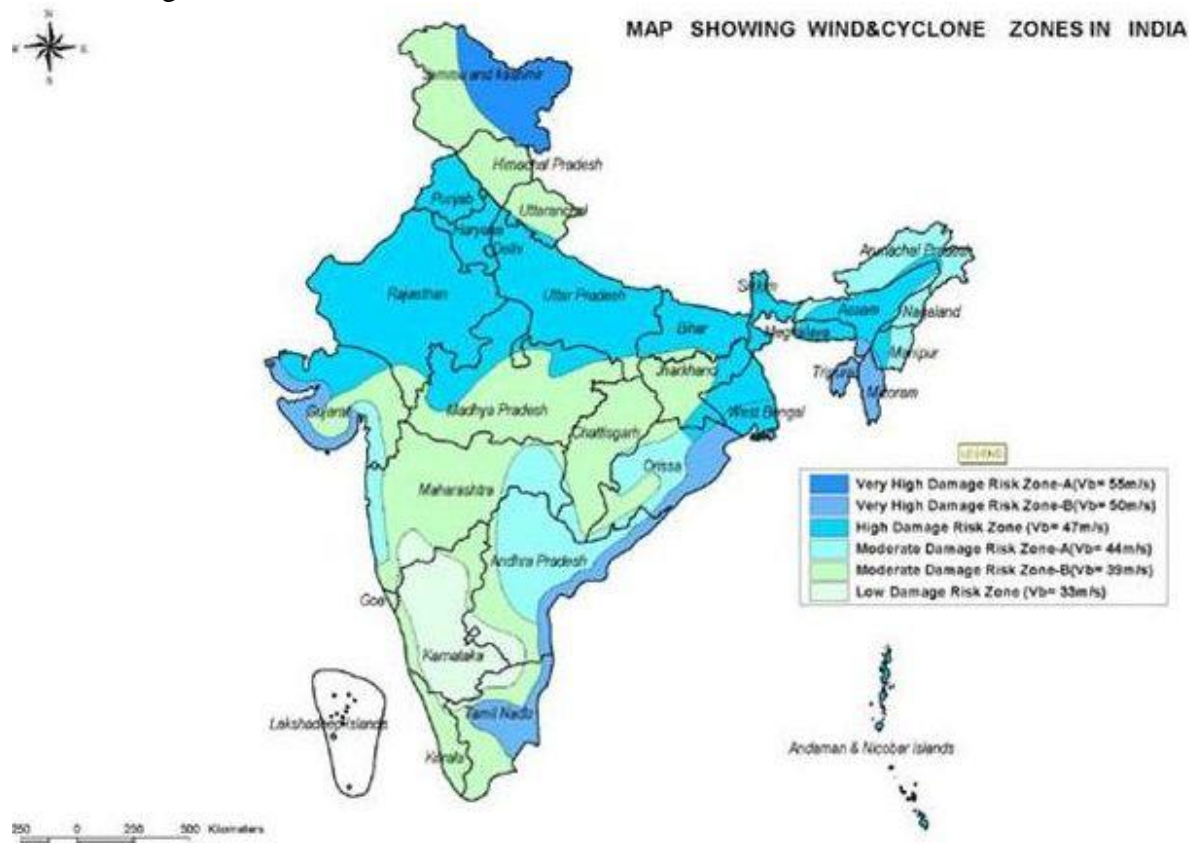 N
E
S
MAP SHOWING WIND&CYCLONE ZONES IN INDIA
Jammu and Kashmir
Himachal Pradesh
Punjab
Uttaranchal
Haryana
Delhi
Arunachal Pradesh
Rajasthan
Uttar Pradesh
Sikkim
Assam
Nagaland
Bihar
Meghalaya
Manipur
Jharkhand
Tripura
Mizoram
Gujarat
Madhya Pradesh
West Bengal
Chattisgarh
Orissa
LEGEND
Maharashtra
Very High Damage Risk Zone-A(Vb= 55m/s)
Very High Damage Risk Zone-B(Vb= 50m/s)
High Damage Risk Zone (Vb= 47m/s)
Moderate Damage Risk Zone-A(Vb= 44m/s)
Moderate Damage Risk Zone-B(Vb= 39m/s)
Low Damage Risk Zone (Vb= 33m/s)
Andhra Pradesh
Goa
Karnataka
Lakshadeep Islands
Tamil Nadu
Andaman & Nicobar islands
Kerala
250 0 250 500 Kilometers